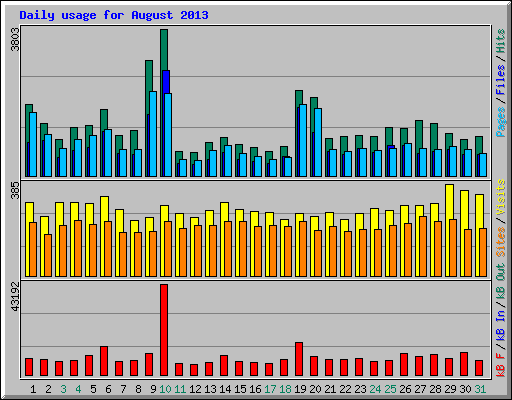 Daily usage for August 2013
3803
Pages / Files / Hits
385
Sites / Visits
43192
kB F / kB In / kB Out
1 2 3 4 5 6 7 8 9 10 11 12 13 14 15 16 17 18 19 20 21 22 23 24 25 26 27 28 29 30 31